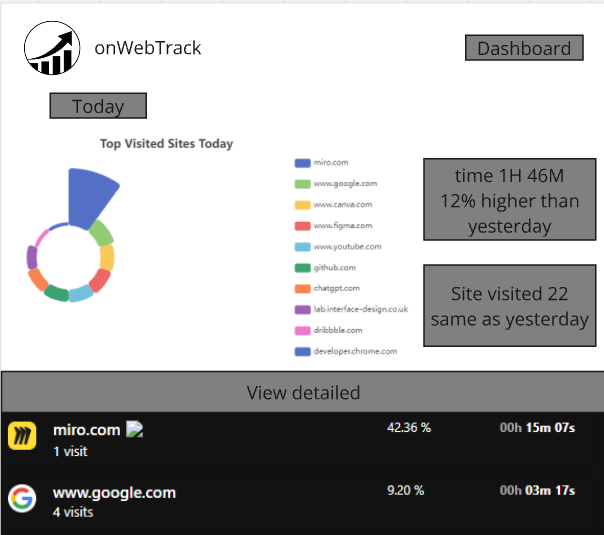 onWebTrack
Dashboard
Today
Top Visited Sites Today
miro.com
www.google.com
www.canva.com
www.figma.com
www.youtube.com
github.com
chatgpt.com
lab.interface-design.co.uk
dribbble.com
developer.chrome.com
time 1H 46M
12% higher than
yesterday
Site visited 22
same as yesterday
View detailed
miro.com 42.36 % 00h 15m 07s
1 visit
www.google.com 9.20 % 00h 03m 17s
4 visits